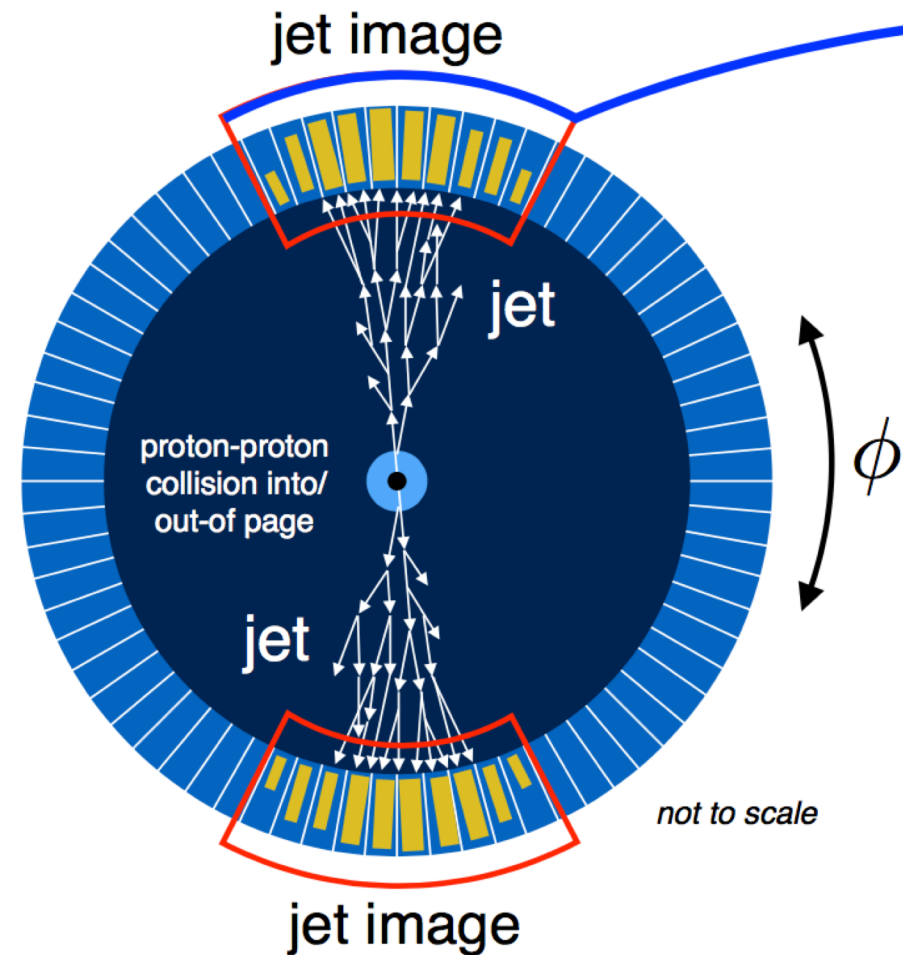 jet image
jet
ϕ
proton-proton
collision into/
out-of page
jet
not to scale
jet image